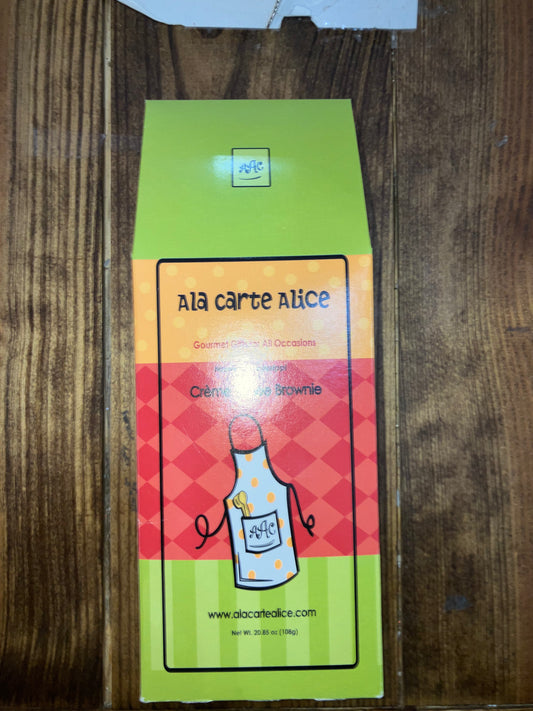 AAC
Ala Carte Alice
Gourmet Gifts All Occasions
Crème Brownie
AAC
www.alacartealice.com
Net Wt. 20.85 oz (108g)